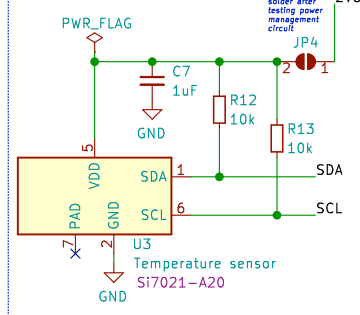 solder after
testing power
management
circuit
PWR_FLAG
JP4
2
1
C7
1uF
GND
R12
10k
R13
10k
5
VDD
SDA
1
SDA
SCL
6
SCL
PAD
GND
7
2
U3
Temperature sensor
Si7021-A20
GND